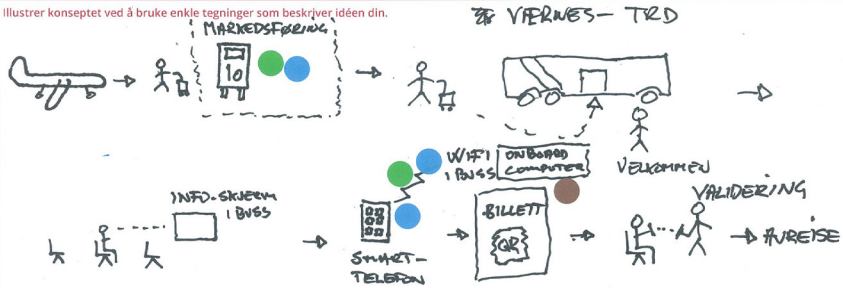 Illustrer konseptet ved å bruke enkle tegninger som beskriver idéen din.
VÆRNES - TRD
MARKEDSFØRING
10
VELKOMMEN
INFO-SKJERM
I BUSS
SMART-
TELEFON
WIFI
I BUSS
ONBOARD
COMPUTER
BILLETT
QR
VALIDERING
AVREISE